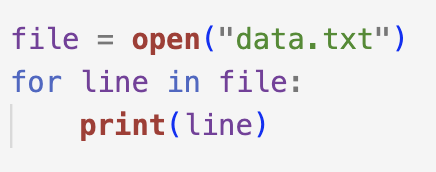 file = open("data.txt")
for line in file:
    print(line)